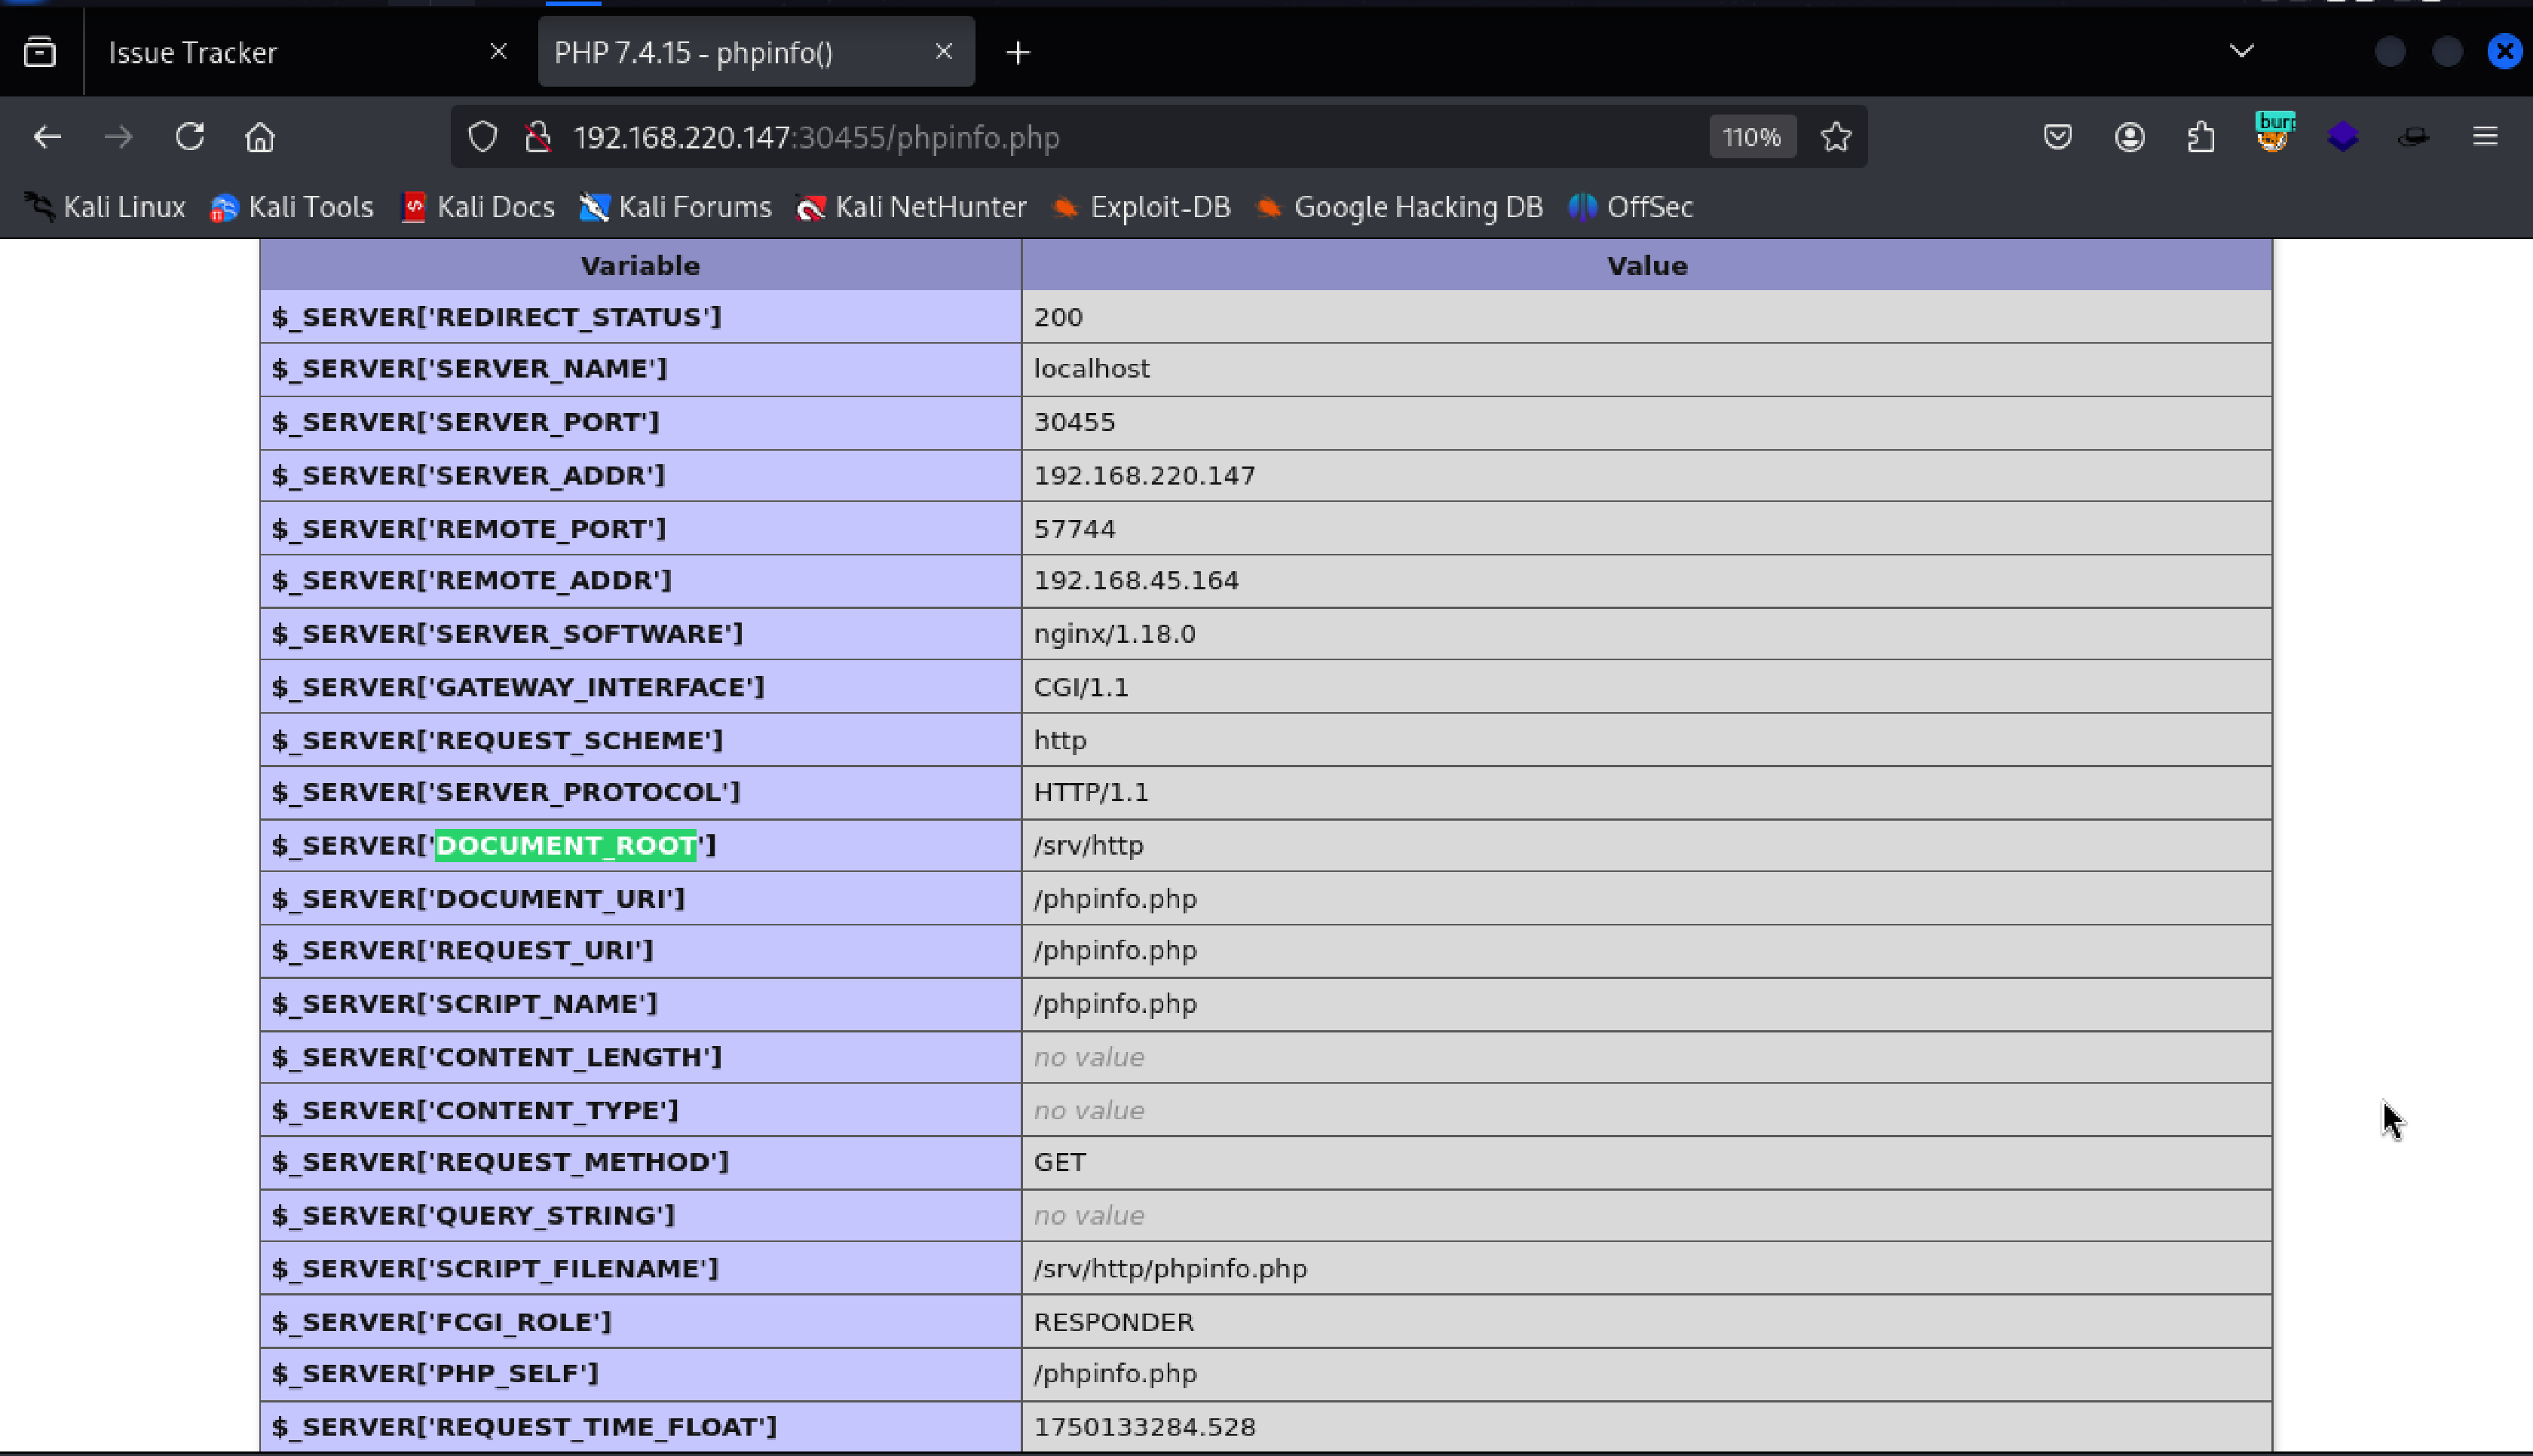 Issue Tracker
PHP 7.4.15 - phpinfo()
192.168.220.147:30455/phpinfo.php
110%
burp
Kali Linux Kali Tools Kali Docs Kali Forums Kali NetHunter Exploit-DB Google Hacking DB OffSec
Variable Value
$_SERVER['REDIRECT_STATUS'] 200
$_SERVER['SERVER_NAME'] localhost
$_SERVER['SERVER_PORT'] 30455
$_SERVER['SERVER_ADDR'] 192.168.220.147
$_SERVER['REMOTE_PORT'] 57744
$_SERVER['REMOTE_ADDR'] 192.168.45.164
$_SERVER['SERVER_SOFTWARE'] nginx/1.18.0
$_SERVER['GATEWAY_INTERFACE'] CGI/1.1
$_SERVER['REQUEST_SCHEME'] http
$_SERVER['SERVER_PROTOCOL'] HTTP/1.1
$_SERVER['DOCUMENT_ROOT'] /srv/http
$_SERVER['DOCUMENT_URI'] /phpinfo.php
$_SERVER['REQUEST_URI'] /phpinfo.php
$_SERVER['SCRIPT_NAME'] /phpinfo.php
$_SERVER['CONTENT_LENGTH'] no value
$_SERVER['CONTENT_TYPE'] no value
$_SERVER['REQUEST_METHOD'] GET
$_SERVER['QUERY_STRING'] no value
$_SERVER['SCRIPT_FILENAME'] /srv/http/phpinfo.php
$_SERVER['FCGI_ROLE'] RESPONDER
$_SERVER['PHP_SELF'] /phpinfo.php
$_SERVER['REQUEST_TIME_FLOAT'] 1750133284.528